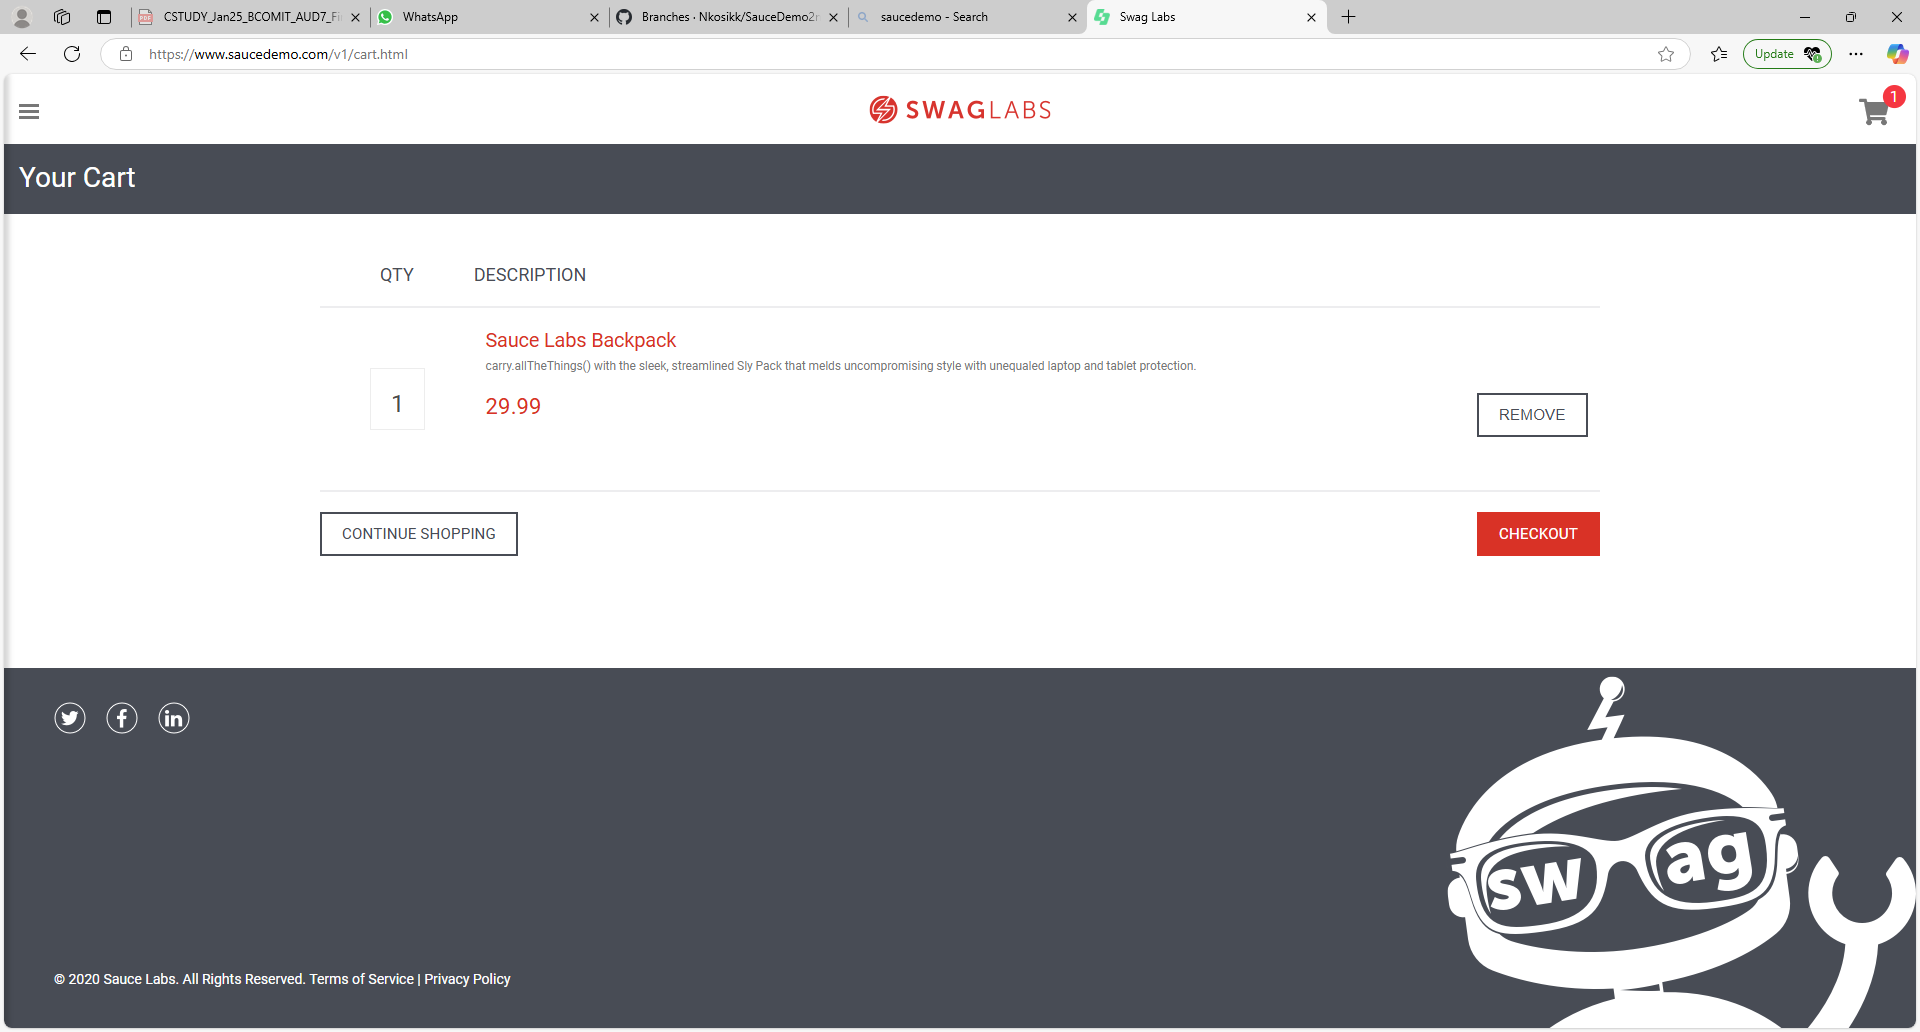 CSTUDY_Jan25_BCOMIT_AUD7_Fi
WhatsApp
Branches · Nkosikk/SauceDemo2
saucedemo - Search
Swag Labs
https://www.saucedemo.com/v1/cart.html
Update
SWAGLABS
1
Your Cart
QTY DESCRIPTION
Sauce Labs Backpack
carry.allTheThings() with the sleek, streamlined Sly Pack that melds uncompromising style with unequaled laptop and tablet protection.
1
29.99
REMOVE
CONTINUE SHOPPING
CHECKOUT
swag
© 2020 Sauce Labs. All Rights Reserved. Terms of Service | Privacy Policy